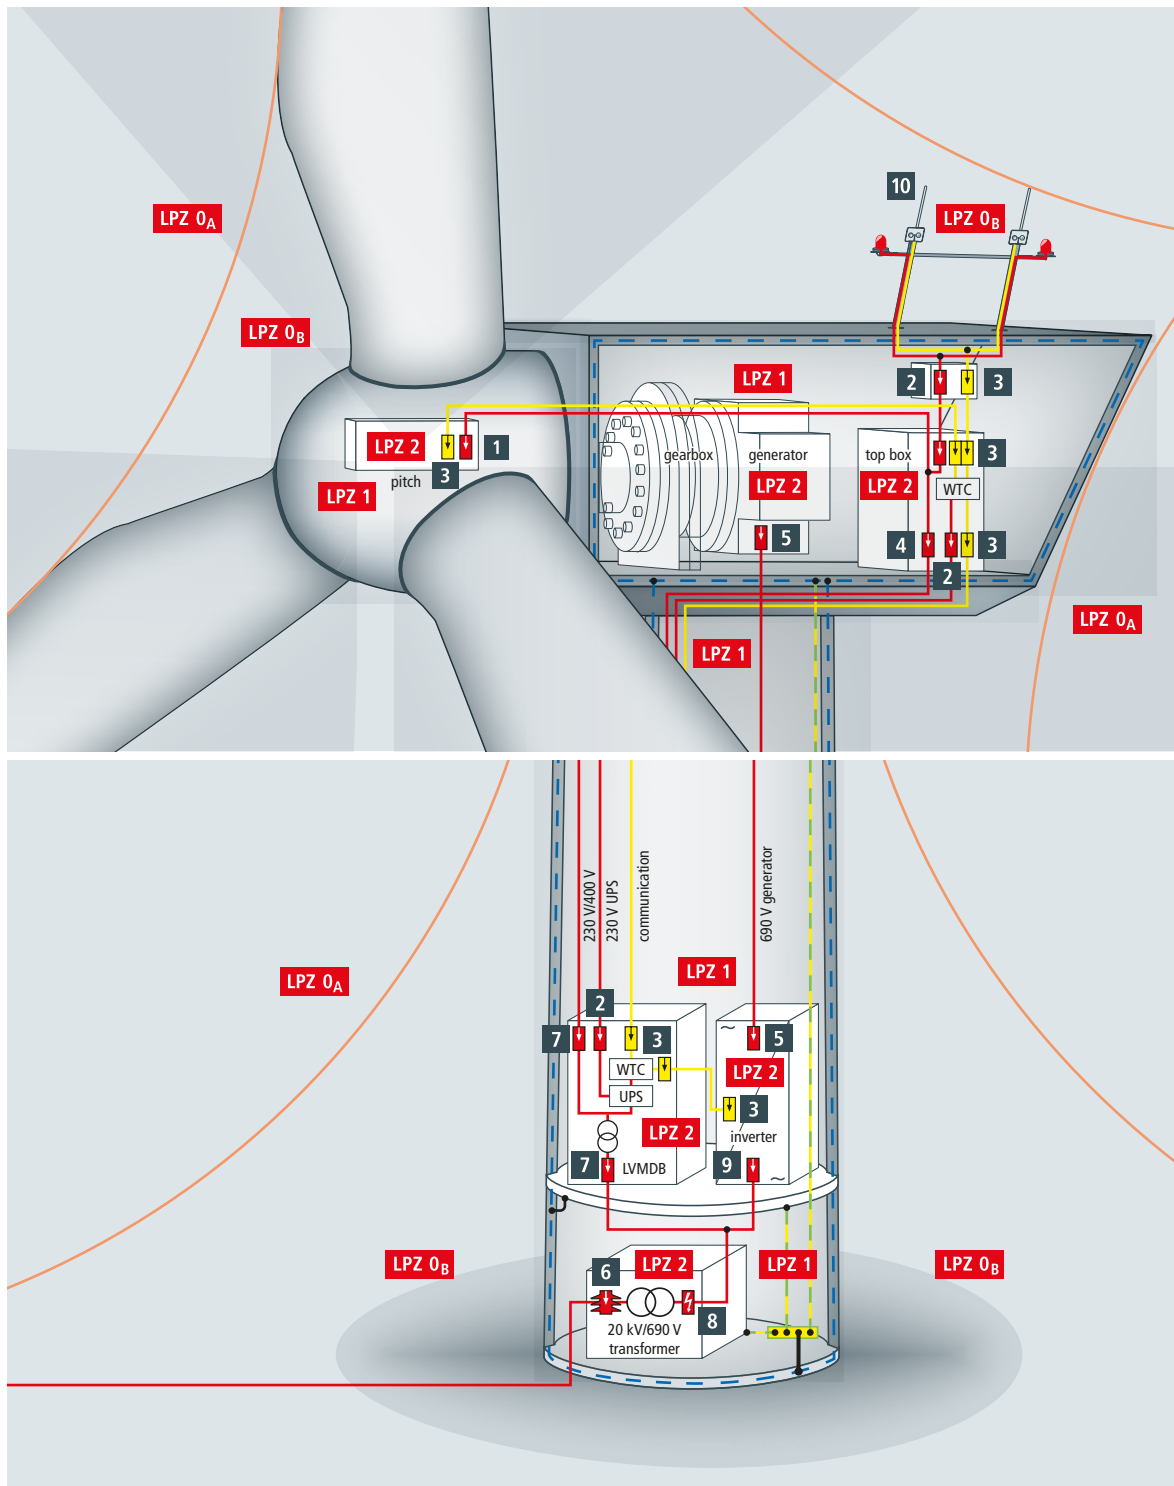 10
LPZ 0A
LPZ 0B
LPZ 0B
LPZ 1
2
3
LPZ 2
1
3
pitch
LPZ 1
gearbox
generator
LPZ 2
top box
LPZ 2
3
WTC
5
4
3
2
LPZ 0A
LPZ 1
230 V/400 V
230 V UPS
communication
690 V generator
LPZ 0A
LPZ 1
2
7
3
5
WTC
LPZ 2
UPS
3
LPZ 2
inverter
7
LVMDB
9
~
~
LPZ 0B
LPZ 2
LPZ 1
LPZ 0B
6
8
20 kV/690 V
transformer